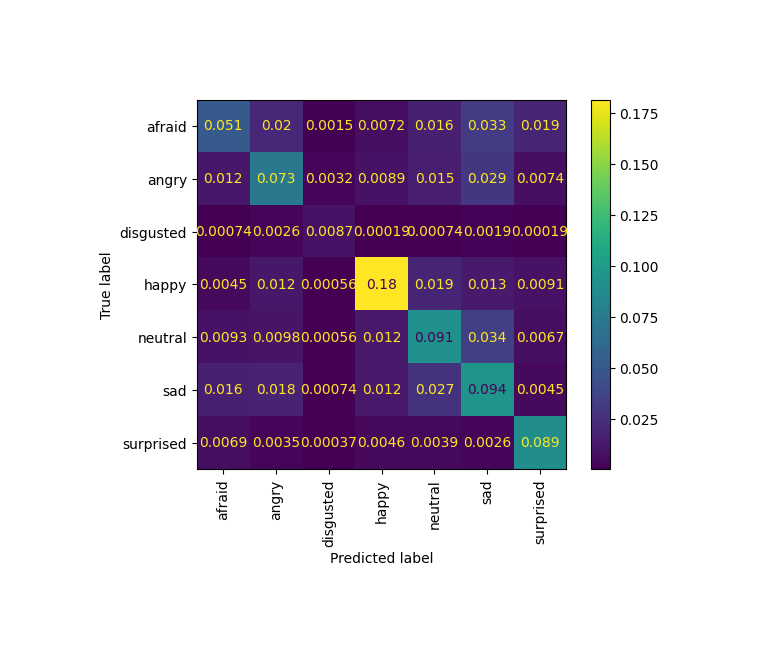 afraid 0.051 0.02 0.0015 0.0072 0.016 0.033 0.019
angry 0.012 0.073 0.0032 0.0089 0.015 0.029 0.0074
disgusted 0.00074 0.0026 0.0087 0.00019 0.00074 0.0019 0.00019
happy 0.0045 0.012 0.00056 0.18 0.019 0.013 0.0091
neutral 0.0093 0.0098 0.00056 0.012 0.091 0.034 0.0067
sad 0.016 0.018 0.00074 0.012 0.027 0.094 0.0045
surprised 0.0069 0.0035 0.00037 0.0046 0.0039 0.0026 0.089
True label
afraid angry disgusted happy neutral sad surprised
Predicted label
0.175
0.150
0.125
0.100
0.075
0.050
0.025